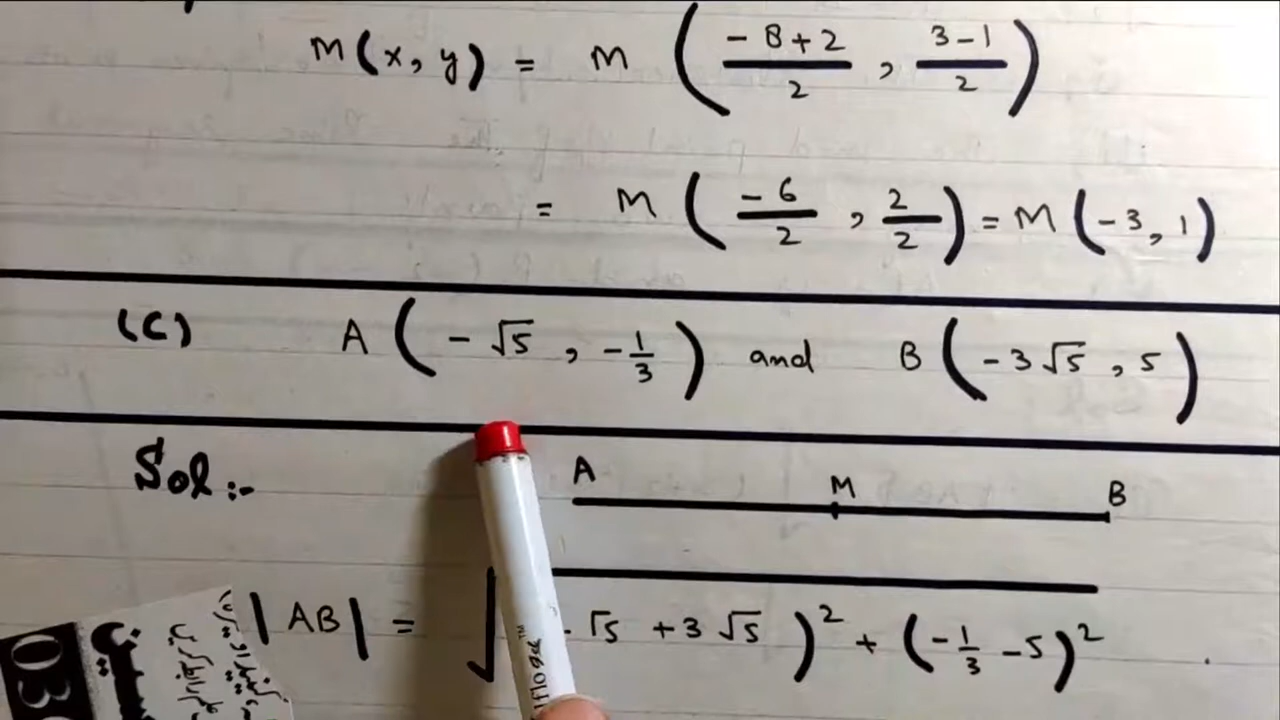 M(x, y) = M ( (-8+2)/2 , (3-1)/2 )
= M ( -6/2 , 2/2 ) = M (-3, 1)
(C) A ( -√5 , -1/3 ) and B ( -3√5 , 5 )
Sol:-
A M B
|AB| = √ - √5 + 3√5 )² + ( -1/3 - 5 )²
03